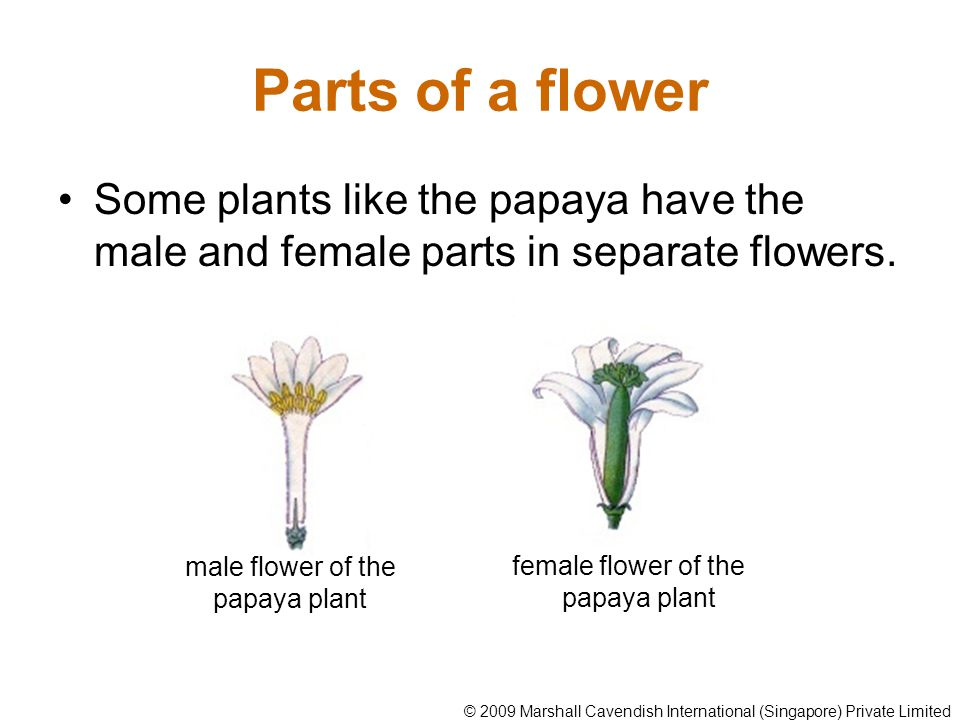 Parts of a flower
• Some plants like the papaya have the
male and female parts in separate flowers.
male flower of the
papaya plant
female flower of the
papaya plant
© 2009 Marshall Cavendish International (Singapore) Private Limited